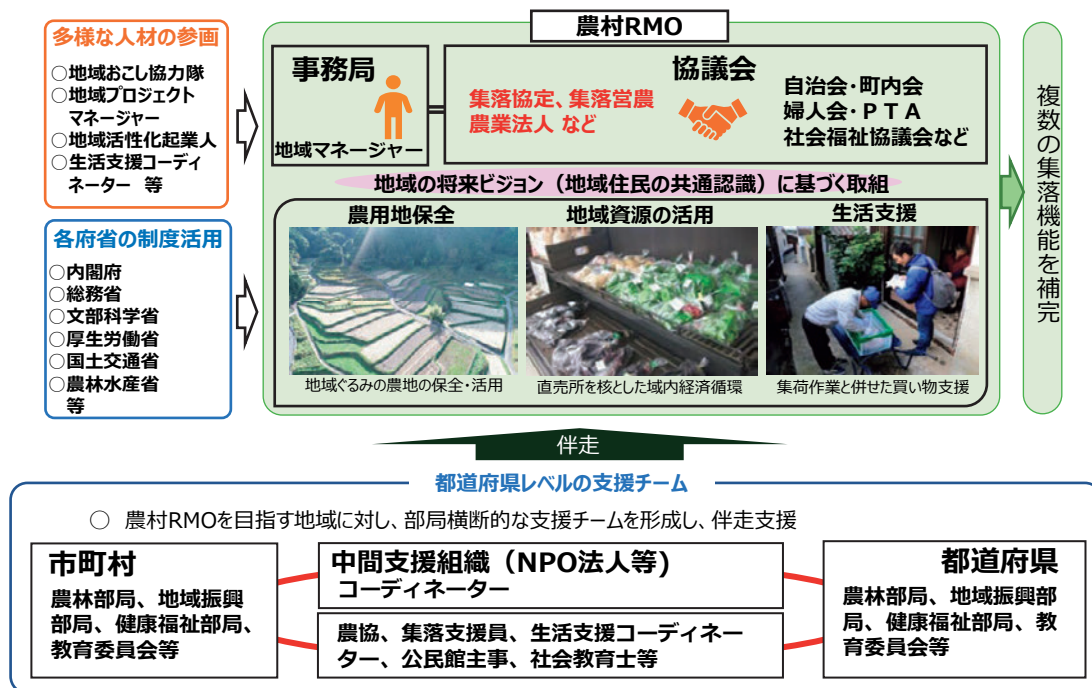 農村RMO
多様な人材の参画
○地域おこし協力隊
○地域プロジェクト
マネージャー
○地域活性化起業人
○生活支援コーディ
ネーター 等
各府省の制度活用
○内閣府
○総務省
○文部科学省
○厚生労働省
○国土交通省
○農林水産省
等
事務局
地域マネージャー
協議会
集落協定、集落営農
農業法人 など
自治会・町内会
婦人会・PTA
社会福祉協議会など
地域の将来ビジョン（地域住民の共通認識）に基づく取組
農用地保全
地域ぐるみの農地の保全・活用
地域資源の活用
直売所を核とした域内経済循環
生活支援
集荷作業と併せた買い物支援
複数の集落機能を補完
伴走
都道府県レベルの支援チーム
○ 農村RMOを目指す地域に対し、部局横断的な支援チームを形成し、伴走支援
市町村
農林部局、地域振興
部局、健康福祉部局、
教育委員会等
中間支援組織（NPO法人等)
コーディネーター
農協、集落支援員、生活支援コーディネー
ター、公民館主事、社会教育士等
都道府県
農林部局、地域振興部
局、健康福祉部局、教
育委員会等